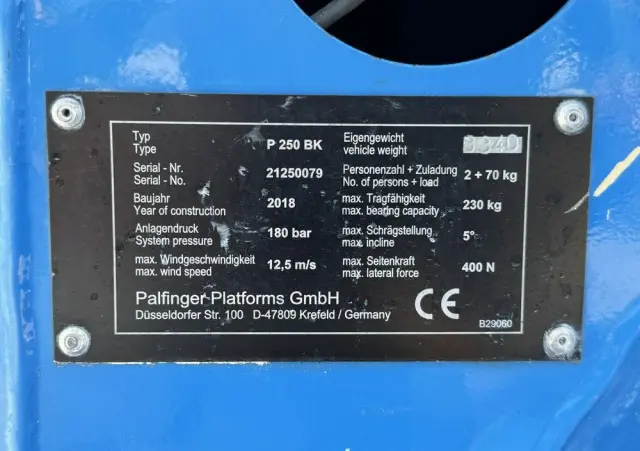 Typ P 250 BK Eigengewicht 3340
Type vehicle weight
Serial - Nr. 21250079 Personenzahl + Zuladung 2 + 70 kg
Serial - No. No. of persons + load
Baujahr 2018 max. Tragfähigkeit 230 kg
Year of construction max. bearing capacity
Anlagendruck 180 bar max. Schrägstellung 5°
System pressure max. incline
max. Windgeschwindigkeit 12,5 m/s max. Seitenkraft 400 N
max. wind speed max. lateral force
Palfinger Platforms GmbH CE
Düsseldorfer Str. 100 D-47809 Krefeld / Germany
B29060